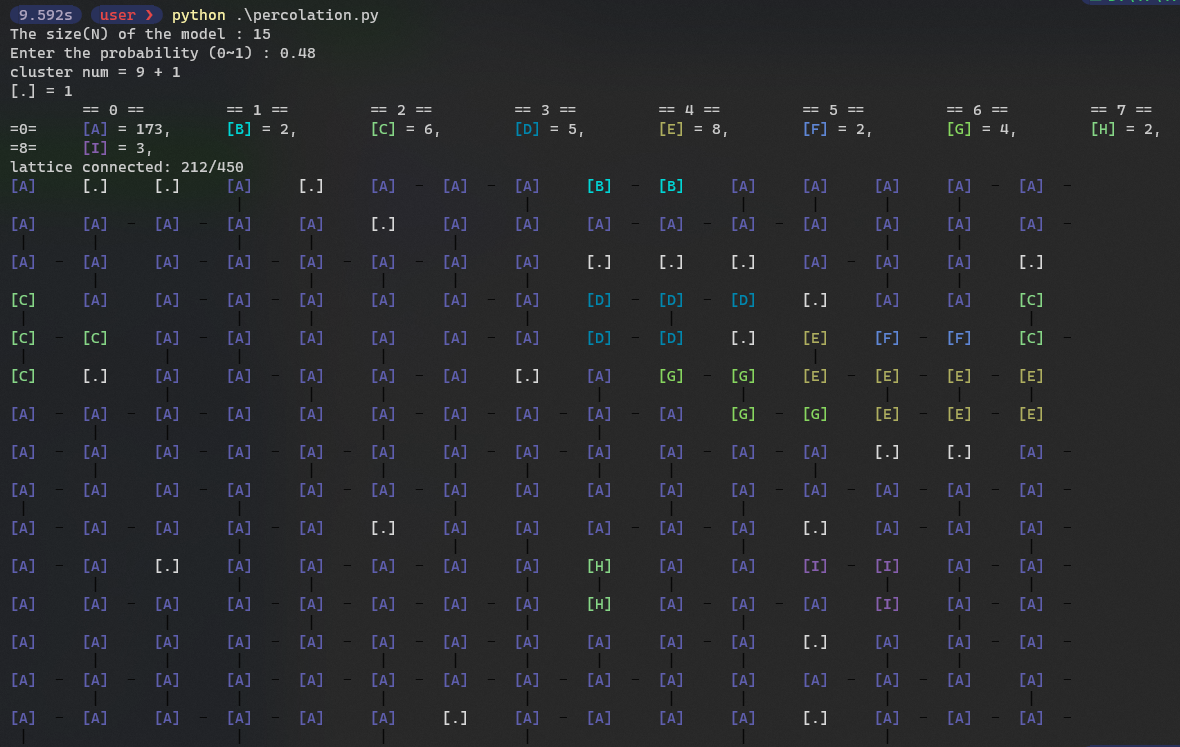 9.592s user ❯ python .\percolation.py
The size(N) of the model : 15
Enter the probability (0~1) : 0.48
cluster num = 9 + 1
[.] = 1
== 0 == == 1 == == 2 == == 3 == == 4 == == 5 == == 6 == == 7 ==
=0= [A] = 173, [B] = 2, [C] = 6, [D] = 5, [E] = 8, [F] = 2, [G] = 4, [H] = 2,
=8= [I] = 3,
lattice connected: 212/450
[A] [.] [.] [A] [.] [A] - [A] - [A] [B] - [B] [A] [A] [A] [A] - [A] -
[A] [A] - [A] - [A] [A] [.] [A] [A] [A] - [A] - [A] - [A] [A] [A] [A] -
[A] - [A] [A] - [A] - [A] - [A] - [A] [A] [.] [.] [.] [A] - [A] [A] [.]
[C] [A] [A] - [A] - [A] [A] [A] - [A] [D] - [D] [D] [.] [A] [A] [C]
[C] - [C] [A] - [A] - [A] [A] [A] - [A] [D] - [D] [.] [E] [F] - [F] [C] -
[C] [.] [A] - [A] - [A] [A] - [A] [.] [A] [G] - [G] [E] - [E] - [E] - [E]
[A] - [A] [A] [A] - [A] [A] - [A] - [A] - [A] - [A] [G] - [G] [E] - [E] - [E]
[A] - [A] [A] - [A] [A] - [A] [A] - [A] - [A] [A] - [A] - [A] [.] [.] [A] -
[A] - [A] [A] - [A] [A] - [A] - [A] - [A] [A] [A] - [A] - [A] - [A] - [A] - [A] -
[A] - [A] - [A] [A] - [A] [.] [A] [A] [A] - [A] - [A] [.] [A] - [A] - [A] -
[A] - [A] [.] [A] [A] - [A] - [A] - [A] [H] [A] [A] [I] - [I] [A] - [A] -
[A] [A] - [A] - [A] - [A] - [A] - [A] - [A] [H] [A] - [A] - [A] [I] [A] - [A] -
[A] [A] [A] - [A] - [A] - [A] - [A] - [A] [A] [A] - [A] [.] [A] [A] [A] -
[A] - [A] - [A] - [A] - [A] - [A] [A] - [A] - [A] [A] - [A] [A] - [A] - [A] - [A] -
[A] - [A] [A] - [A] - [A] [A] [.] [A] - [A] [A] [A] [.] [A] - [A] - [A] -